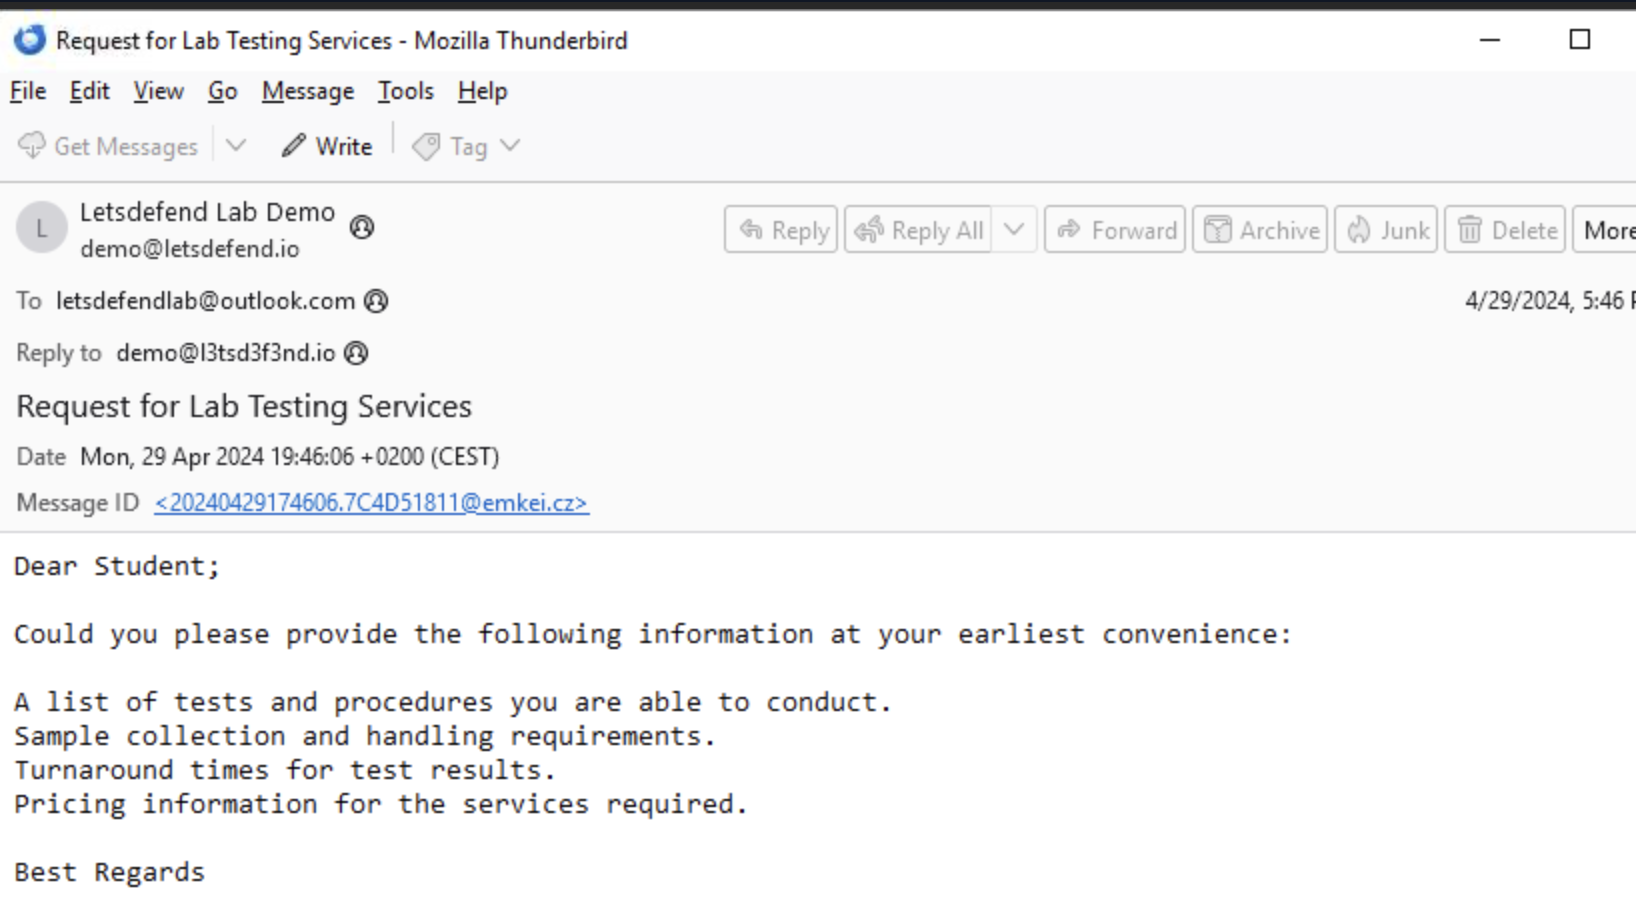 Request for Lab Testing Services - Mozilla Thunderbird
File Edit View Go Message Tools Help
Get Messages Write Tag
L
Letsdefend Lab Demo
demo@letsdefend.io
Reply Reply All Forward Archive Junk Delete More
To letsdefendlab@outlook.com
4/29/2024, 5:46 P
Reply to demo@l3tsd3f3nd.io
Request for Lab Testing Services
Date Mon, 29 Apr 2024 19:46:06 +0200 (CEST)
Message ID <20240429174606.7C4D51811@emkei.cz>
Dear Student;
Could you please provide the following information at your earliest convenience:
A list of tests and procedures you are able to conduct.
Sample collection and handling requirements.
Turnaround times for test results.
Pricing information for the services required.
Best Regards